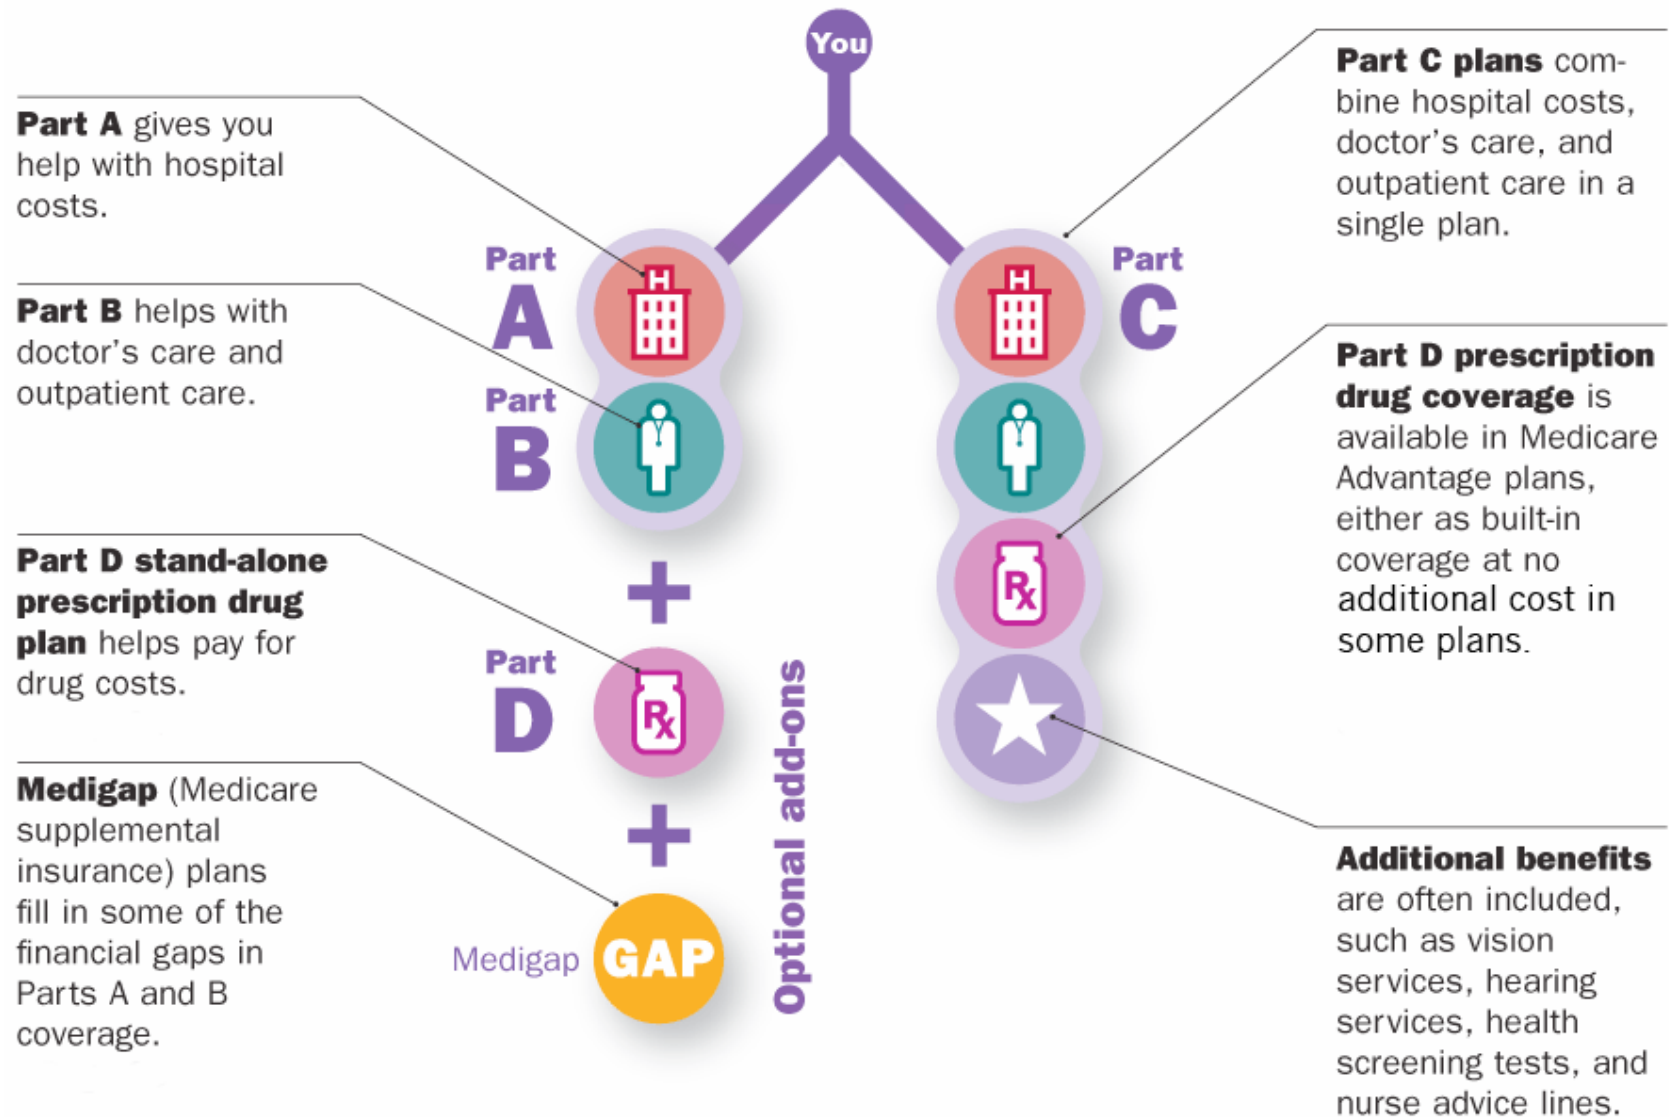 You
Part A gives you
help with hospital
costs.
Part B helps with
doctor's care and
outpatient care.
Part D stand-alone
prescription drug
plan helps pay for
drug costs.
Medigap (Medicare
supplemental
insurance) plans
fill in some of the
financial gaps in
Parts A and B
coverage.
Part
A
H
Part
B
Part
D
Rx
Medigap
GAP
Optional add-ons
H
Part
C
Rx
Part C plans com-
bine hospital costs,
doctor's care, and
outpatient care in a
single plan.
Part D prescription
drug coverage is
available in Medicare
Advantage plans,
either as built-in
coverage at no
additional cost in
some plans.
Additional benefits
are often included,
such as vision
services, hearing
services, health
screening tests, and
nurse advice lines.